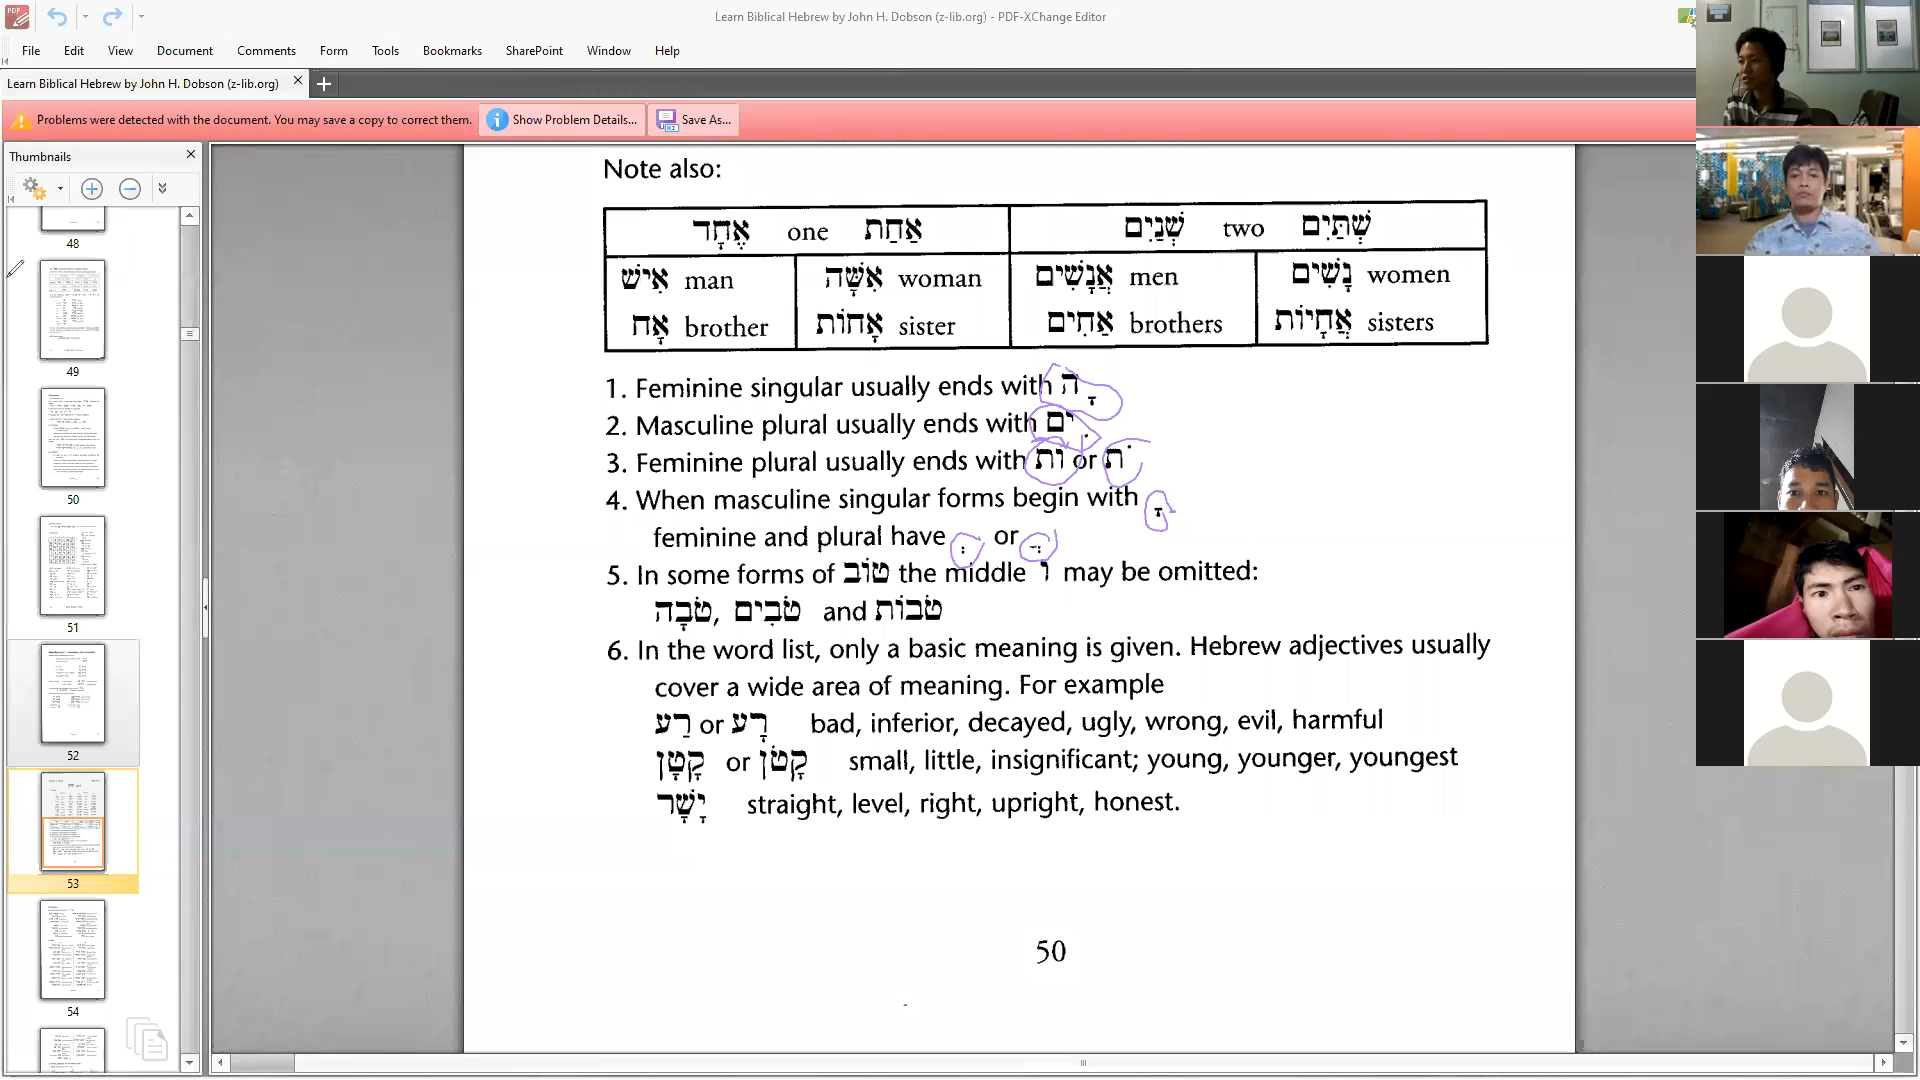 Learn Biblical Hebrew by John H. Dobson (z-lib.org) - PDF-XChange Editor
File Edit View Document Comments Form Tools Bookmarks SharePoint Window Help
Learn Biblical Hebrew by John H. Dobson (z-lib.org)
Problems were detected with the document. You may save a copy to correct them. Show Problem Details... Save As...
Thumbnails
48
49
50
51
52
53
54
Note also:
אֶחָד one אַחַת שְׁנַיִם two שְׁתַּיִם
אִישׁ man אִשָּׁה woman אֲנָשִׁים men נָשִׁים women
אָח brother אָחוֹת sister אַחִים brothers אֲחָיוֹת sisters
1. Feminine singular usually ends with ָה
2. Masculine plural usually ends with ִים
3. Feminine plural usually ends with וֹת or ֹת
4. When masculine singular forms begin with ָ
feminine and plural have ְ or ֲ
5. In some forms of טוֹב the middle וֹ may be omitted:
טֹבָה, טֹבִים and טֹבוֹת
6. In the word list, only a basic meaning is given. Hebrew adjectives usually
cover a wide area of meaning. For example
רַע or רָע bad, inferior, decayed, ugly, wrong, evil, harmful
קָטָן or קָטֹן small, little, insignificant; young, younger, youngest
יָשָׁר straight, level, right, upright, honest.
50